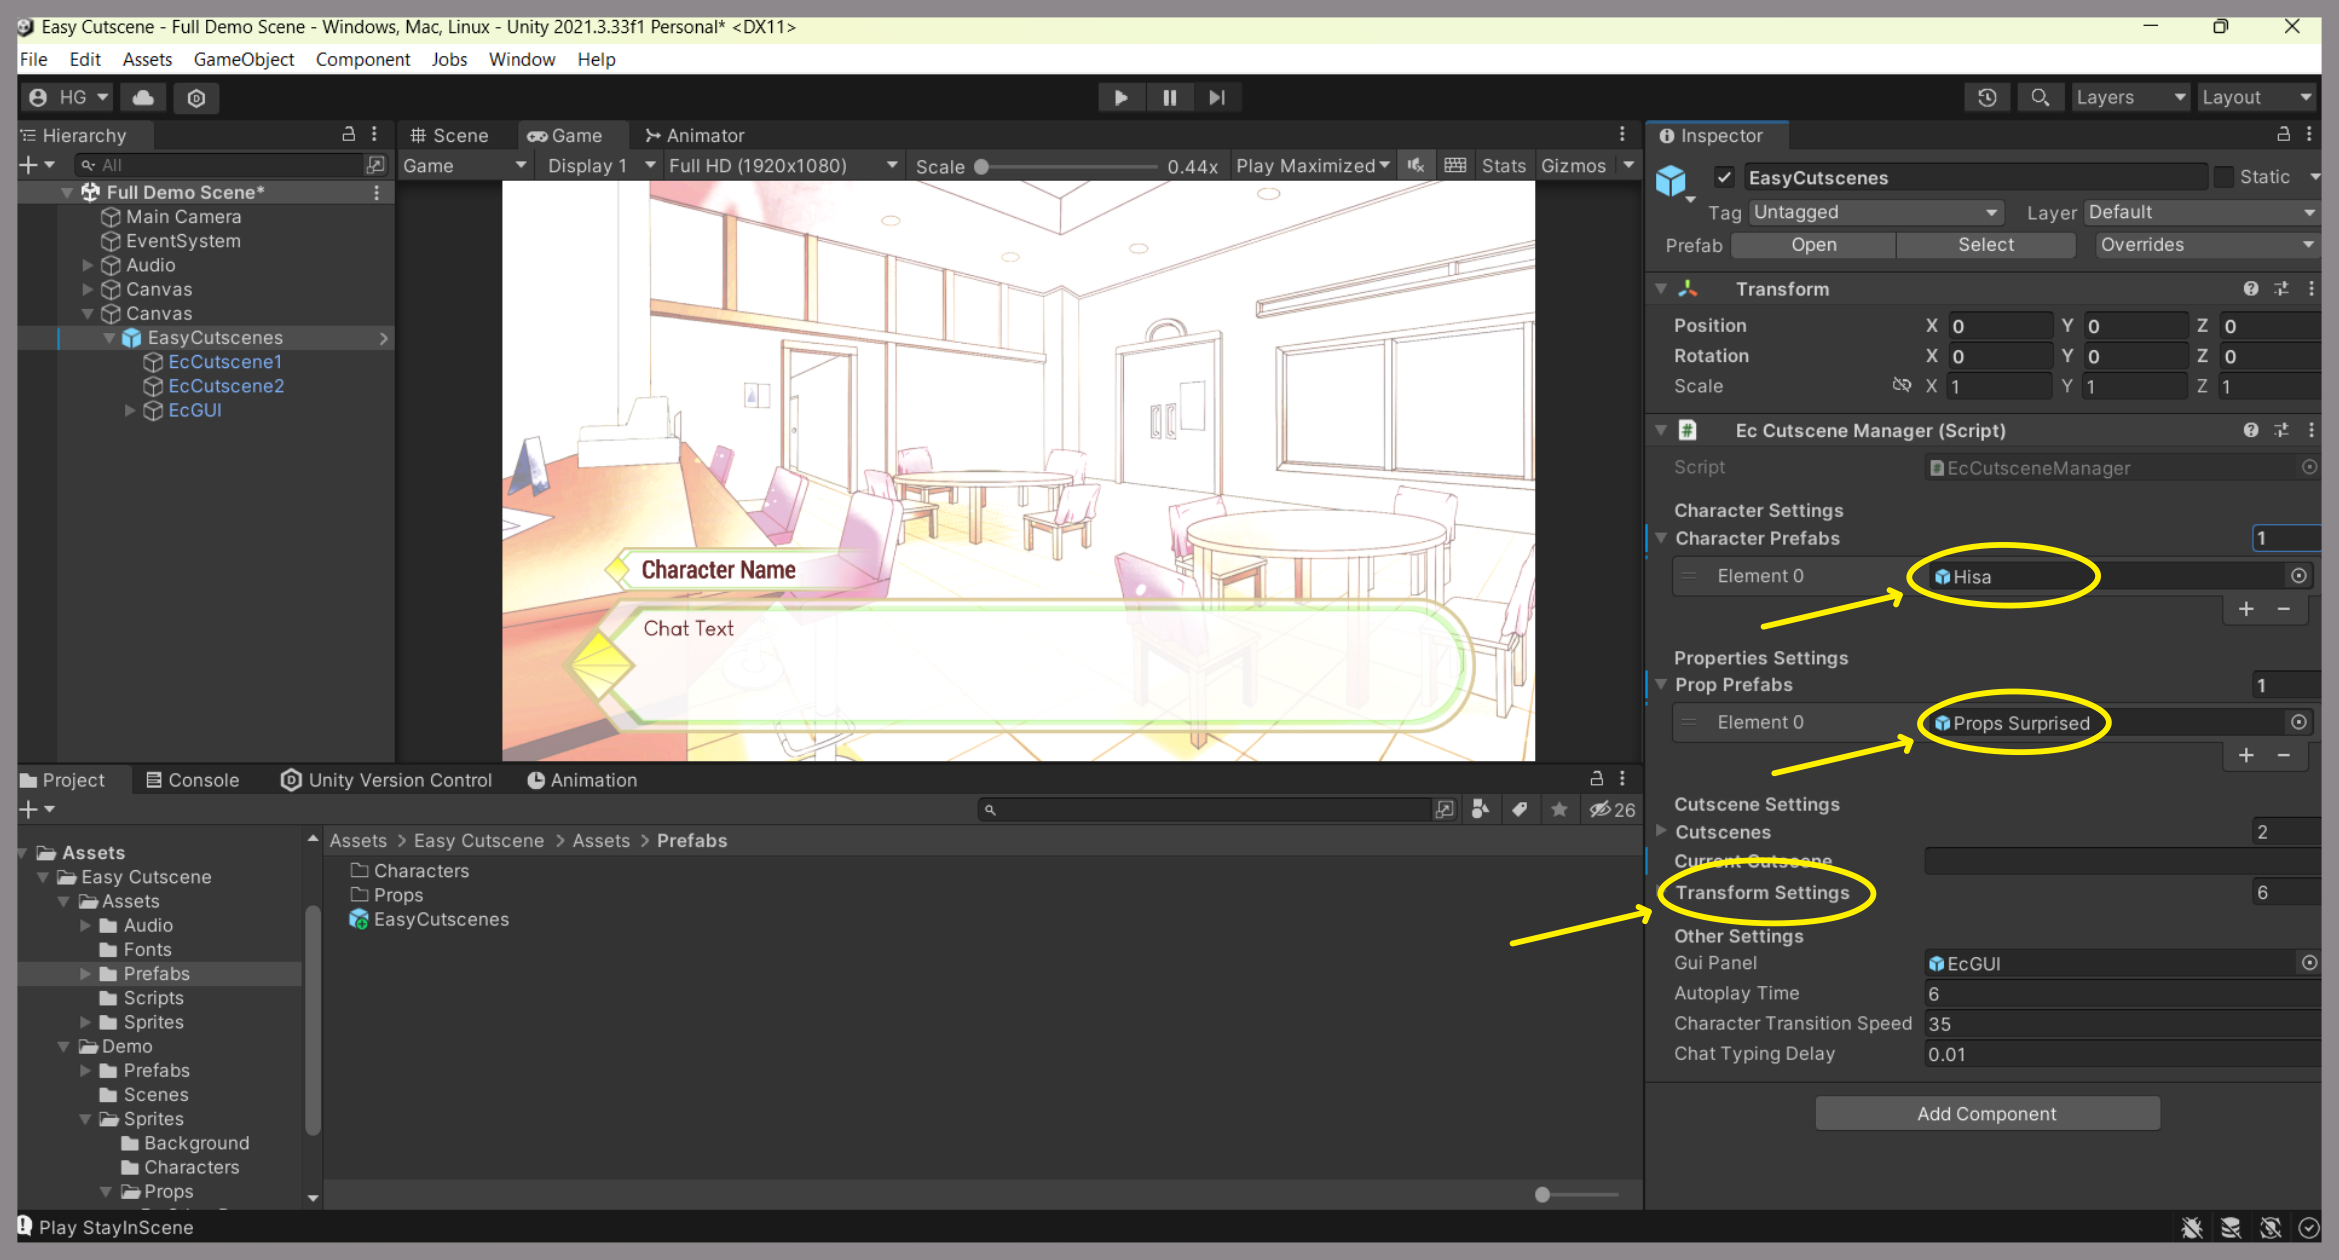 Easy Cutscene - Full Demo Scene - Windows, Mac, Linux - Unity 2021.3.33f1 Personal* <DX11>
File Edit Assets GameObject Component Jobs Window Help
HG Layers Layout
Hierarchy
All
Full Demo Scene*
Main Camera
EventSystem
Audio
Canvas
Canvas
EasyCutscenes
EcCutscene1
EcCutscene2
EcGUI
Scene Game Animator
Game Display 1 Full HD (1920x1080) Scale 0.44x Play Maximized Stats Gizmos
Character Name
Chat Text
Inspector
EasyCutscenes Static
Tag Untagged Layer Default
Prefab Open Select Overrides
Transform
Position X 0 Y 0 Z 0
Rotation X 0 Y 0 Z 0
Scale X 1 Y 1 Z 1
# Ec Cutscene Manager (Script)
Script # EcCutsceneManager
Character Settings
Character Prefabs 1
Element 0 Hisa
+ −
Properties Settings
Prop Prefabs 1
Element 0 Props Surprised
+ −
Cutscene Settings
Cutscenes 2
Current Cutscene
Transform Settings 6
Other Settings
Gui Panel EcGUI
Autoplay Time 6
Character Transition Speed 35
Chat Typing Delay 0.01
Add Component
Project Console Unity Version Control Animation
26
Assets
Easy Cutscene
Assets
Audio
Fonts
Prefabs
Scripts
Sprites
Demo
Prefabs
Scenes
Sprites
Background
Characters
Props
Assets > Easy Cutscene > Assets > Prefabs
Characters
Props
EasyCutscenes
Play StayInScene